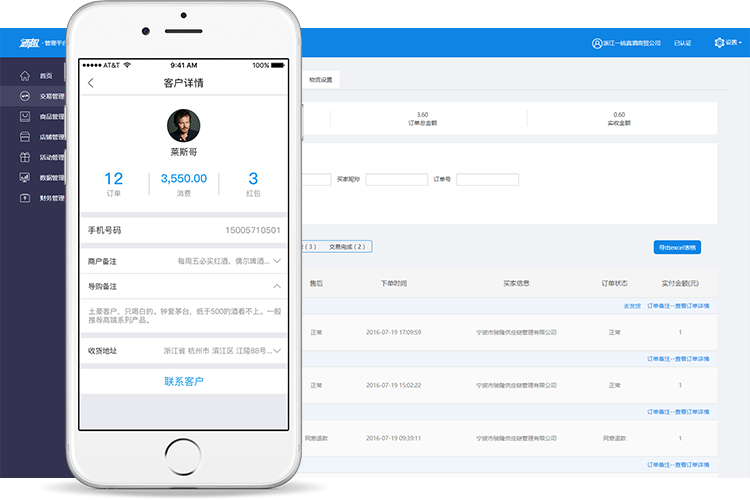 酒赳 · 管理平台
浙江一統真酒商贸公司
已认证
设置
首页
交易管理
商品管理
店铺管理
活动管理
数据管理
财务管理
AT&T
9:41 AM
100%
客户详情
莱斯哥
12
订单
3,550.00
消费
3
红包
手机号码
15005710501
商户备注
每周五必买红酒，偶尔啤酒...
导购备注
土豪客户，只喝白的，钟爱茅台，低于500的酒看不上。一般
推荐高端系列产品。
收货地址
浙江省 杭州市 滨江区 江陵88号...
联系客户
物流设置
3.60
订单总金额
0.60
实收金额
买家昵称
订单号
(3)
交易完成 (2)
导出excel表格
售后
下单时间
买家信息
订单状态
实付金额(元)
去发货
订单备注--查看订单详情
正常
2016-07-19 17:09:59
宁波市骏隆供应链管理有限公司
正常
1
订单备注--查看订单详情
正常
2016-07-19 15:02:22
宁波市骏隆供应链管理有限公司
正常
1
订单备注--查看订单详情
同意退款
2016-07-19 09:39:11
宁波市骏隆供应链管理有限公司
同意退款
1
订单备注--查看订单详情